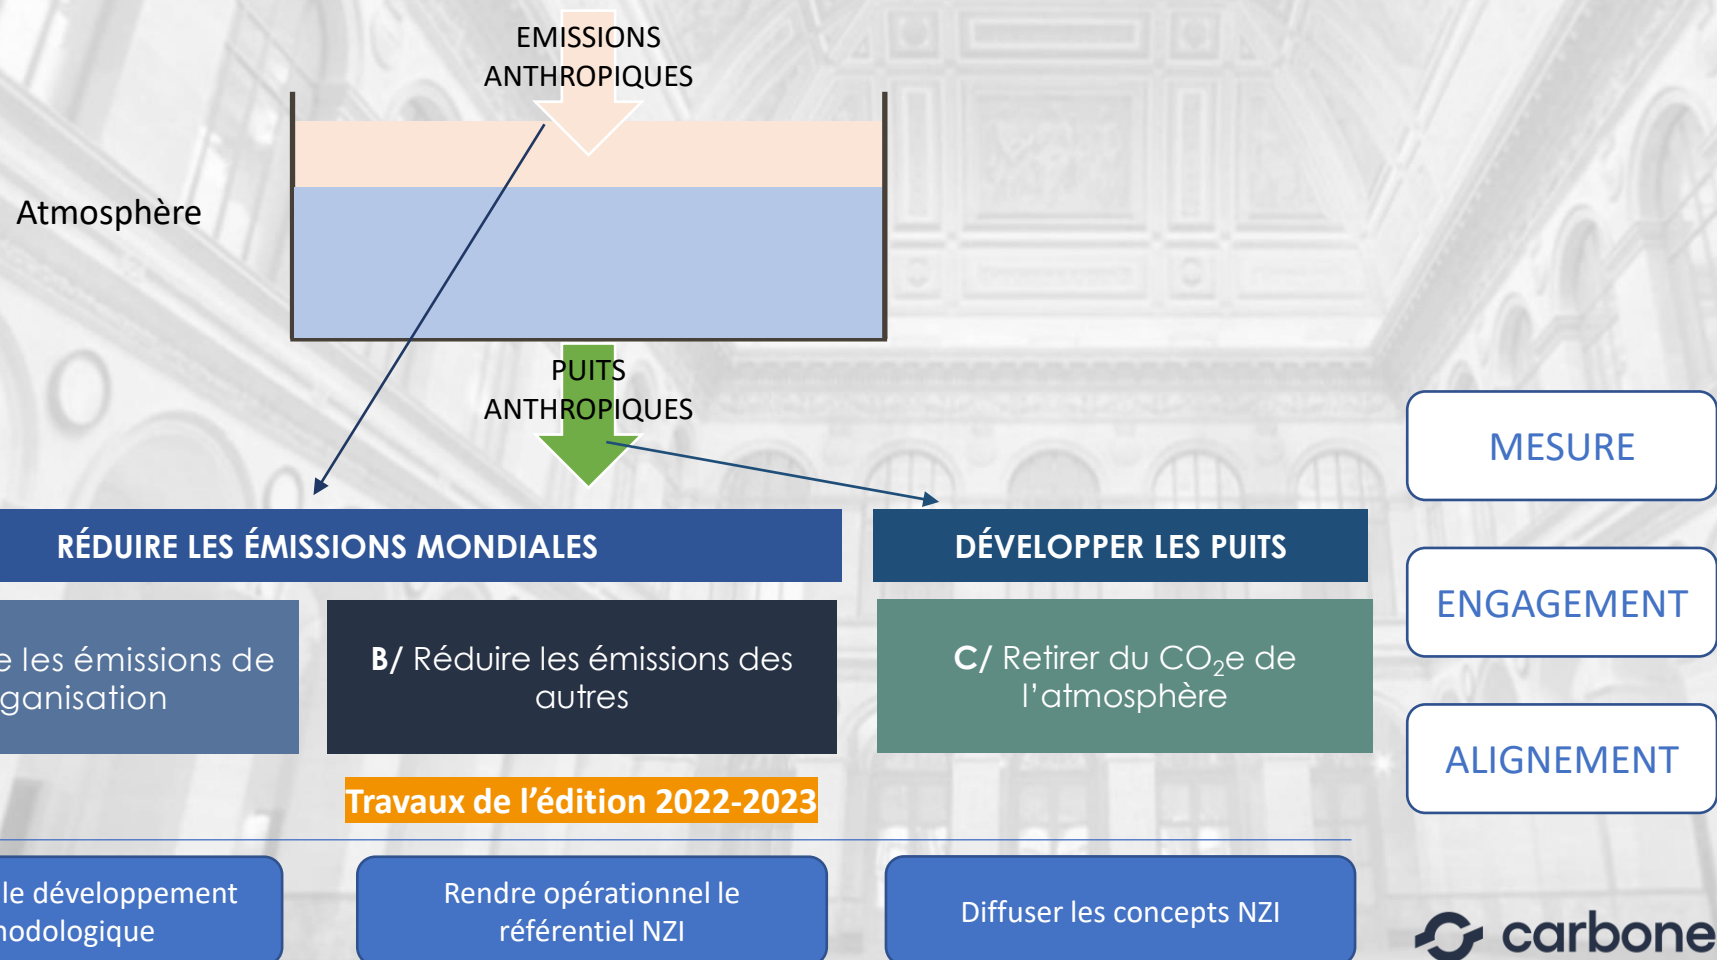 EMISSIONS
ANTHROPIQUES
Atmosphère
PUITS
ANTHROPIQUES
RÉDUIRE LES ÉMISSIONS MONDIALES
DÉVELOPPER LES PUITS
e les émissions de
ganisation
B/ Réduire les émissions des
autres
C/ Retirer du CO₂e de
l’atmosphère
MESURE
ENGAGEMENT
ALIGNEMENT
Travaux de l’édition 2022-2023
le développement
odologique
Rendre opérationnel le
référentiel NZI
Diffuser les concepts NZI
carbone